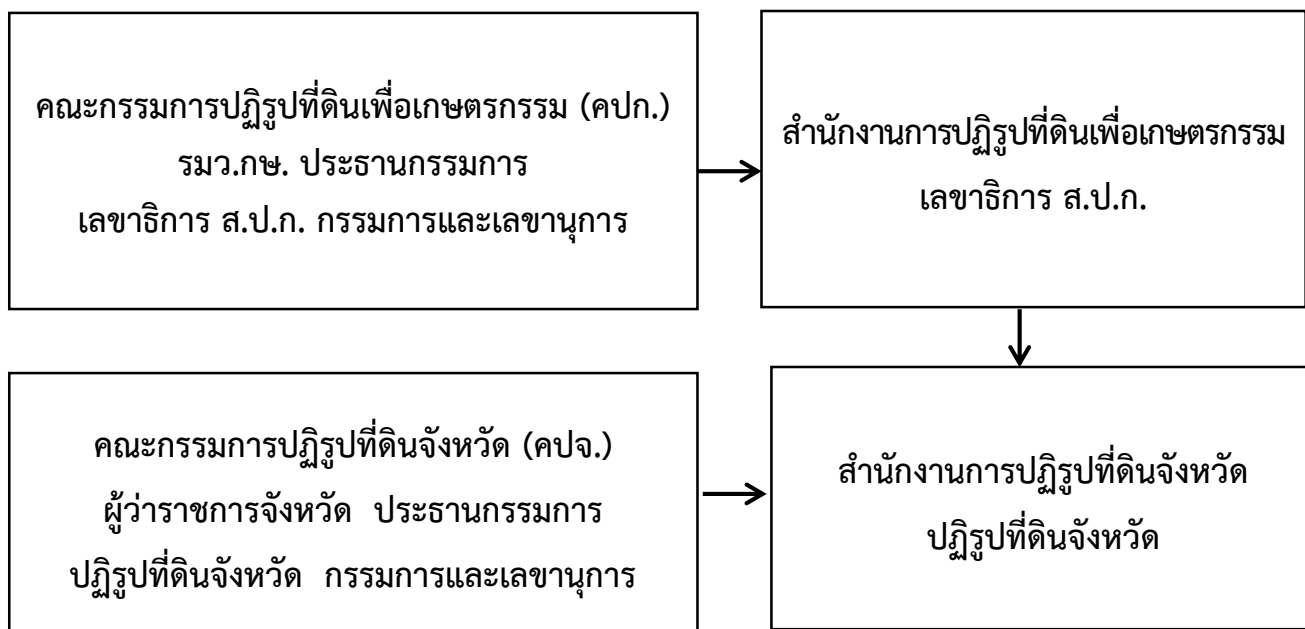 คณะกรรมการปฏิรูปที่ดินเพื่อเกษตรกรรม (คปก.)
รมว.กษ. ประธานกรรมการ
เลขาธิการ ส.ป.ก. กรรมการและเลขานุการ
สำนักงานการปฏิรูปที่ดินเพื่อเกษตรกรรม
เลขาธิการ ส.ป.ก.
คณะกรรมการปฏิรูปที่ดินจังหวัด (คปจ.)
ผู้ว่าราชการจังหวัด ประธานกรรมการ
ปฏิรูปที่ดินจังหวัด กรรมการและเลขานุการ
สำนักงานการปฏิรูปที่ดินจังหวัด
ปฏิรูปที่ดินจังหวัด